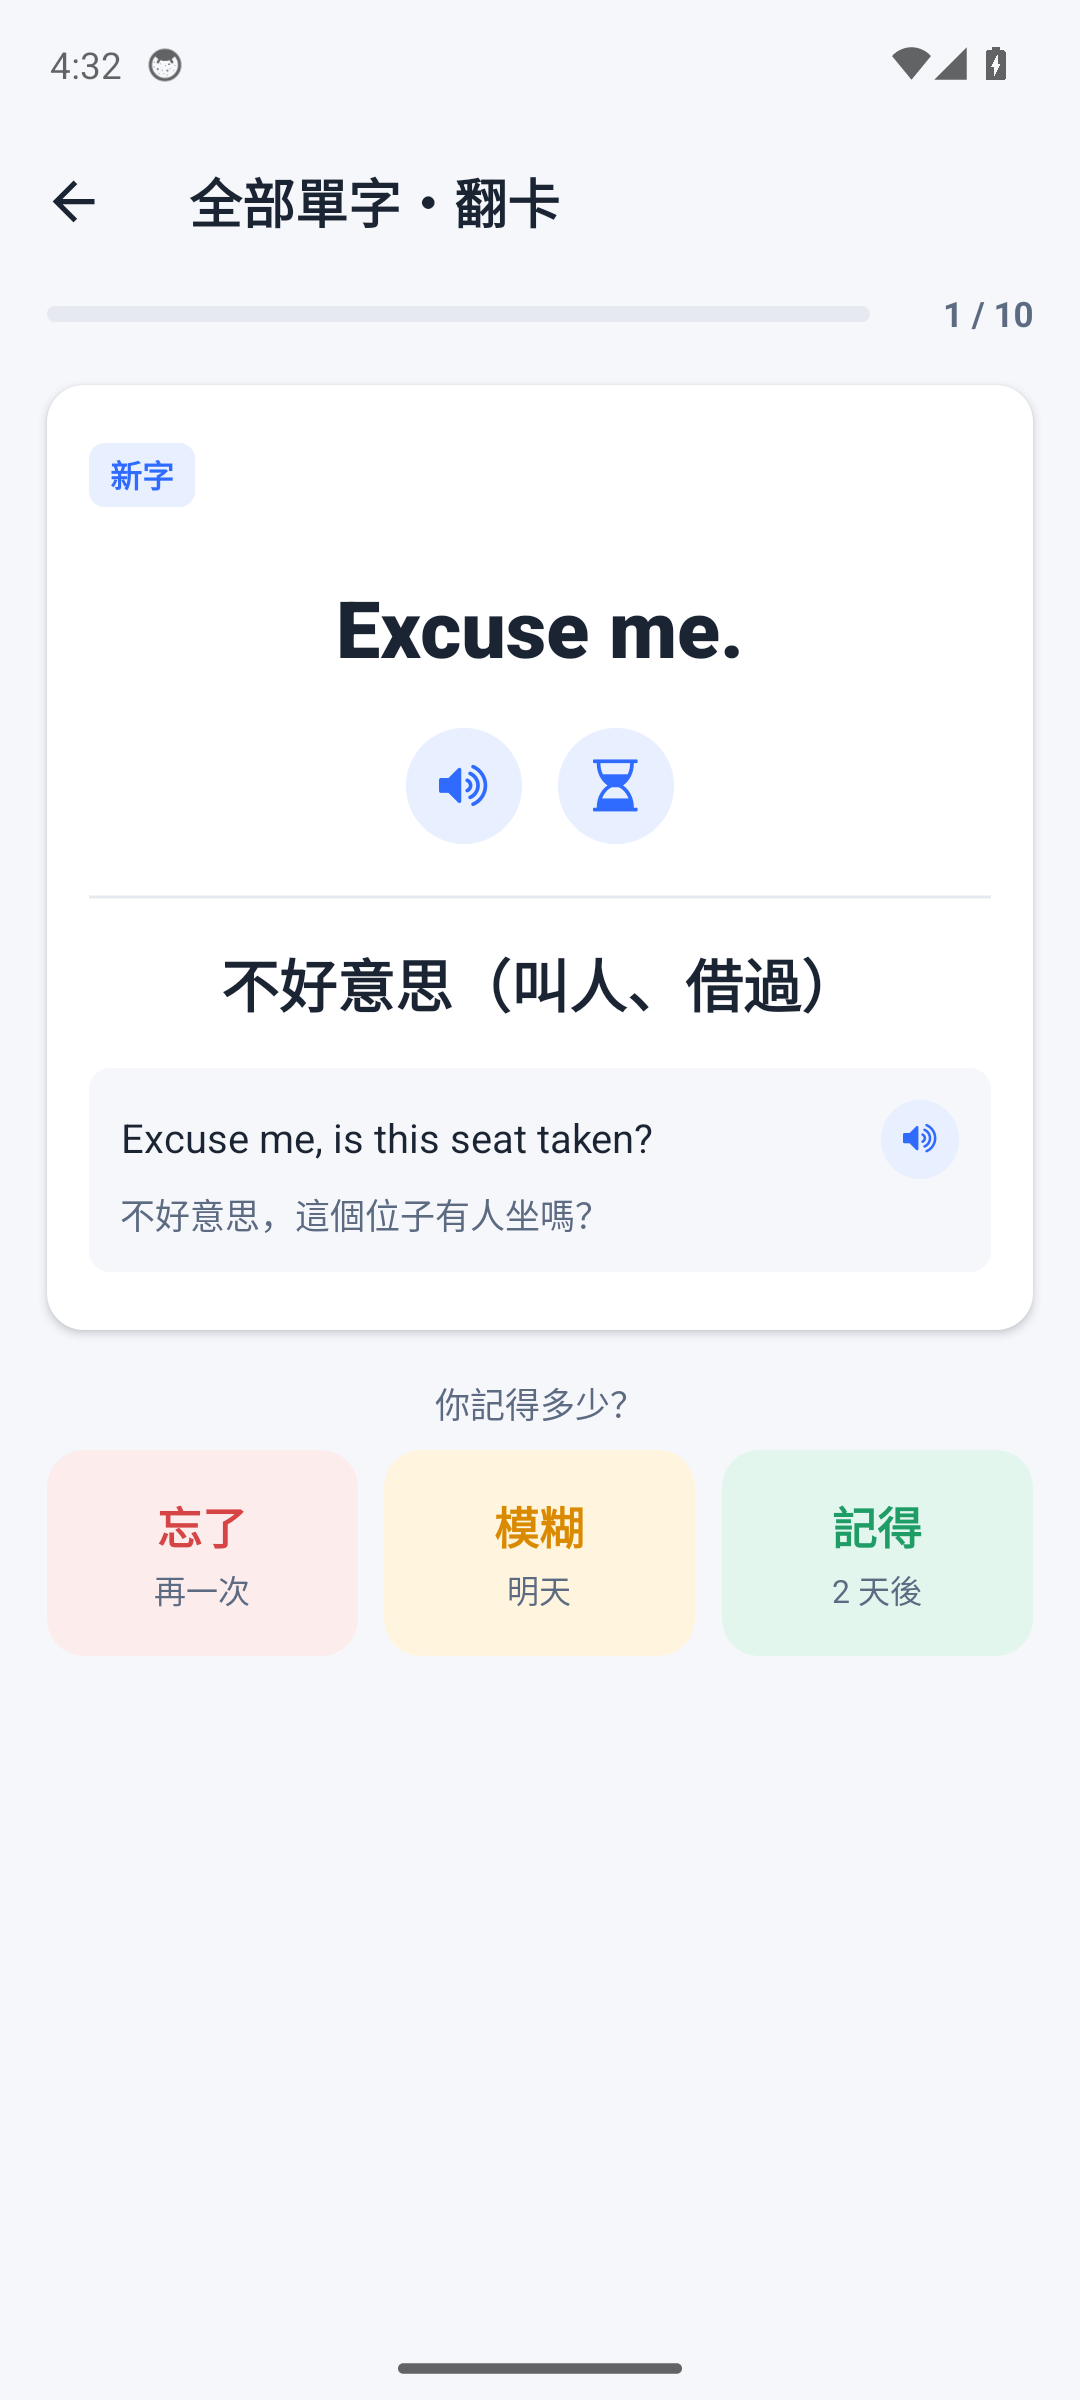 4:32
全部單字・翻卡
1 / 10
新字
Excuse me.
不好意思（叫人、借過）
Excuse me, is this seat taken?
不好意思，這個位子有人坐嗎？
你記得多少？
忘了
再一次
模糊
明天
記得
2 天後